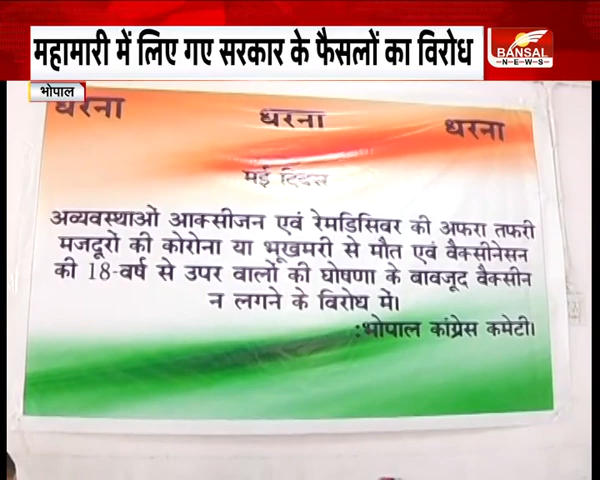 महामारी में लिए गए सरकार के फैसलों का विरोध
BANSAL
NEWS
भोपाल
धरना धरना धरना
मई दिवस
अव्यवस्थाओं आक्सीजन एवं रेमडिसिवर की अफरा तफरी
मजदूरों की कोरोना या भूखमरी से मौत एवं वैक्सीनेसन
की 18-वर्ष से उपर वालों की घोषणा के बावजूद वैक्सीन
न लगने के विरोध में।
:भोपाल कांग्रेस कमेटी।